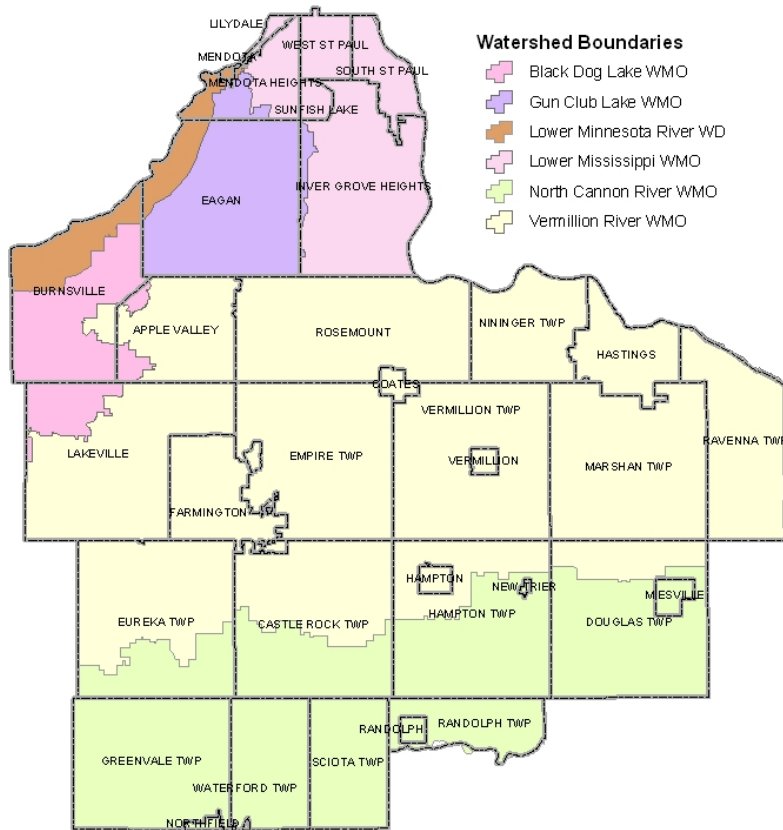 LILYDALE
WEST ST PAUL
MENDOTA
SOUTH ST PAUL
MENDOTA HEIGHTS
SUNFISH LAKE
INVER GROVE HEIGHTS
EAGAN
Watershed Boundaries
Black Dog Lake WMO
Gun Club Lake WMO
Lower Minnesota River WD
Lower Mississippi WMO
North Cannon River WMO
Vermillion River WMO
BURNSVILLE
APPLE VALLEY
ROSEMOUNT
NININGER TWP
HASTINGS
COATES
VERMILLION TWP
RAVENNA TWP
LAKEVILLE
EMPIRE TWP
VERMILLION
MARSHAN TWP
FARMINGTON
HAMPTON
NEW TRIER
MIESVILLE
EUREKA TWP
CASTLE ROCK TWP
HAMPTON TWP
DOUGLAS TWP
RANDOLPH
RANDOLPH TWP
GREENVALE TWP
SCIOTA TWP
WATERFORD TWP
NORTHFIELD